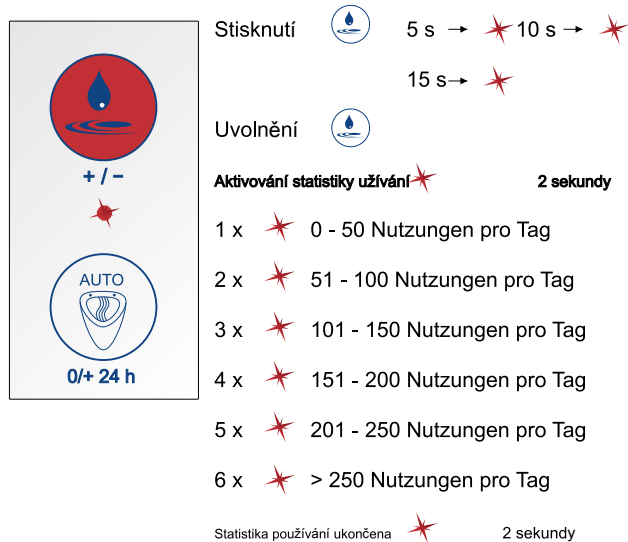 Stisknutí 5 s → 10 s →
15 s→
Uvolnění
+ / −
Aktivování statistiky užívání 2 sekundy
1 x 0 - 50 Nutzungen pro Tag
2 x 51 - 100 Nutzungen pro Tag
AUTO
3 x 101 - 150 Nutzungen pro Tag
0/+ 24 h
4 x 151 - 200 Nutzungen pro Tag
5 x 201 - 250 Nutzungen pro Tag
6 x > 250 Nutzungen pro Tag
Statistika používání ukončena 2 sekundy